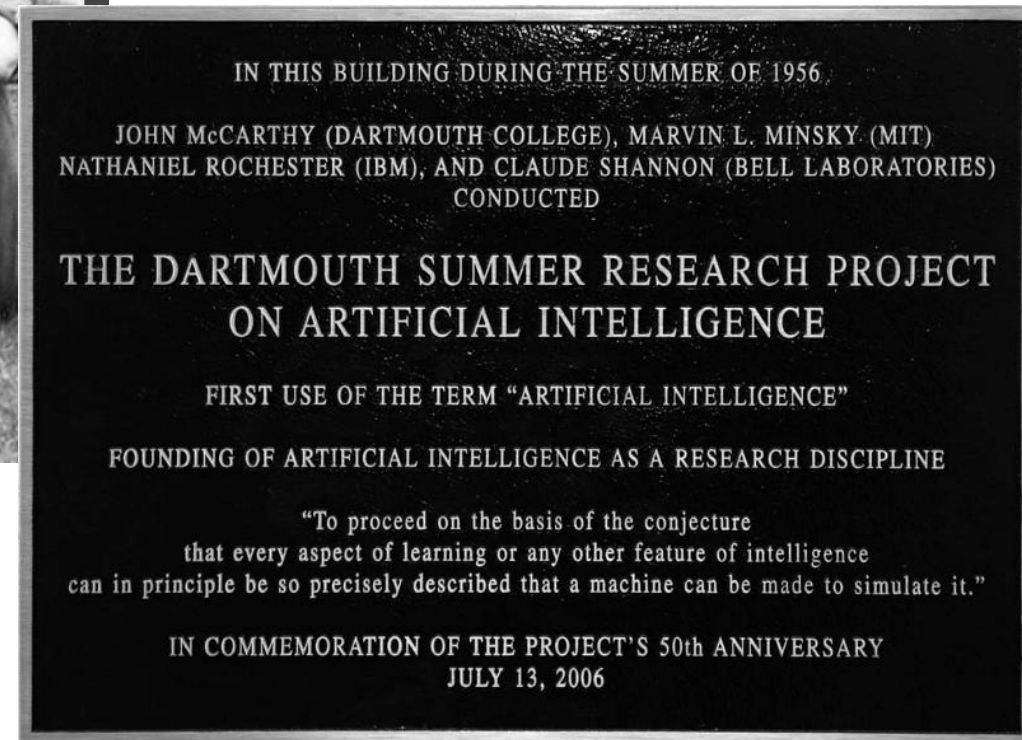 IN THIS BUILDING DURING THE SUMMER OF 1956
JOHN McCARTHY (DARTMOUTH COLLEGE), MARVIN L. MINSKY (MIT)
NATHANIEL ROCHESTER (IBM), AND CLAUDE SHANNON (BELL LABORATORIES)
CONDUCTED
THE DARTMOUTH SUMMER RESEARCH PROJECT
ON ARTIFICIAL INTELLIGENCE
FIRST USE OF THE TERM “ARTIFICIAL INTELLIGENCE”
FOUNDING OF ARTIFICIAL INTELLIGENCE AS A RESEARCH DISCIPLINE
“To proceed on the basis of the conjecture
that every aspect of learning or any other feature of intelligence
can in principle be so precisely described that a machine can be made to simulate it.”
IN COMMEMORATION OF THE PROJECT’S 50th ANNIVERSARY
JULY 13, 2006